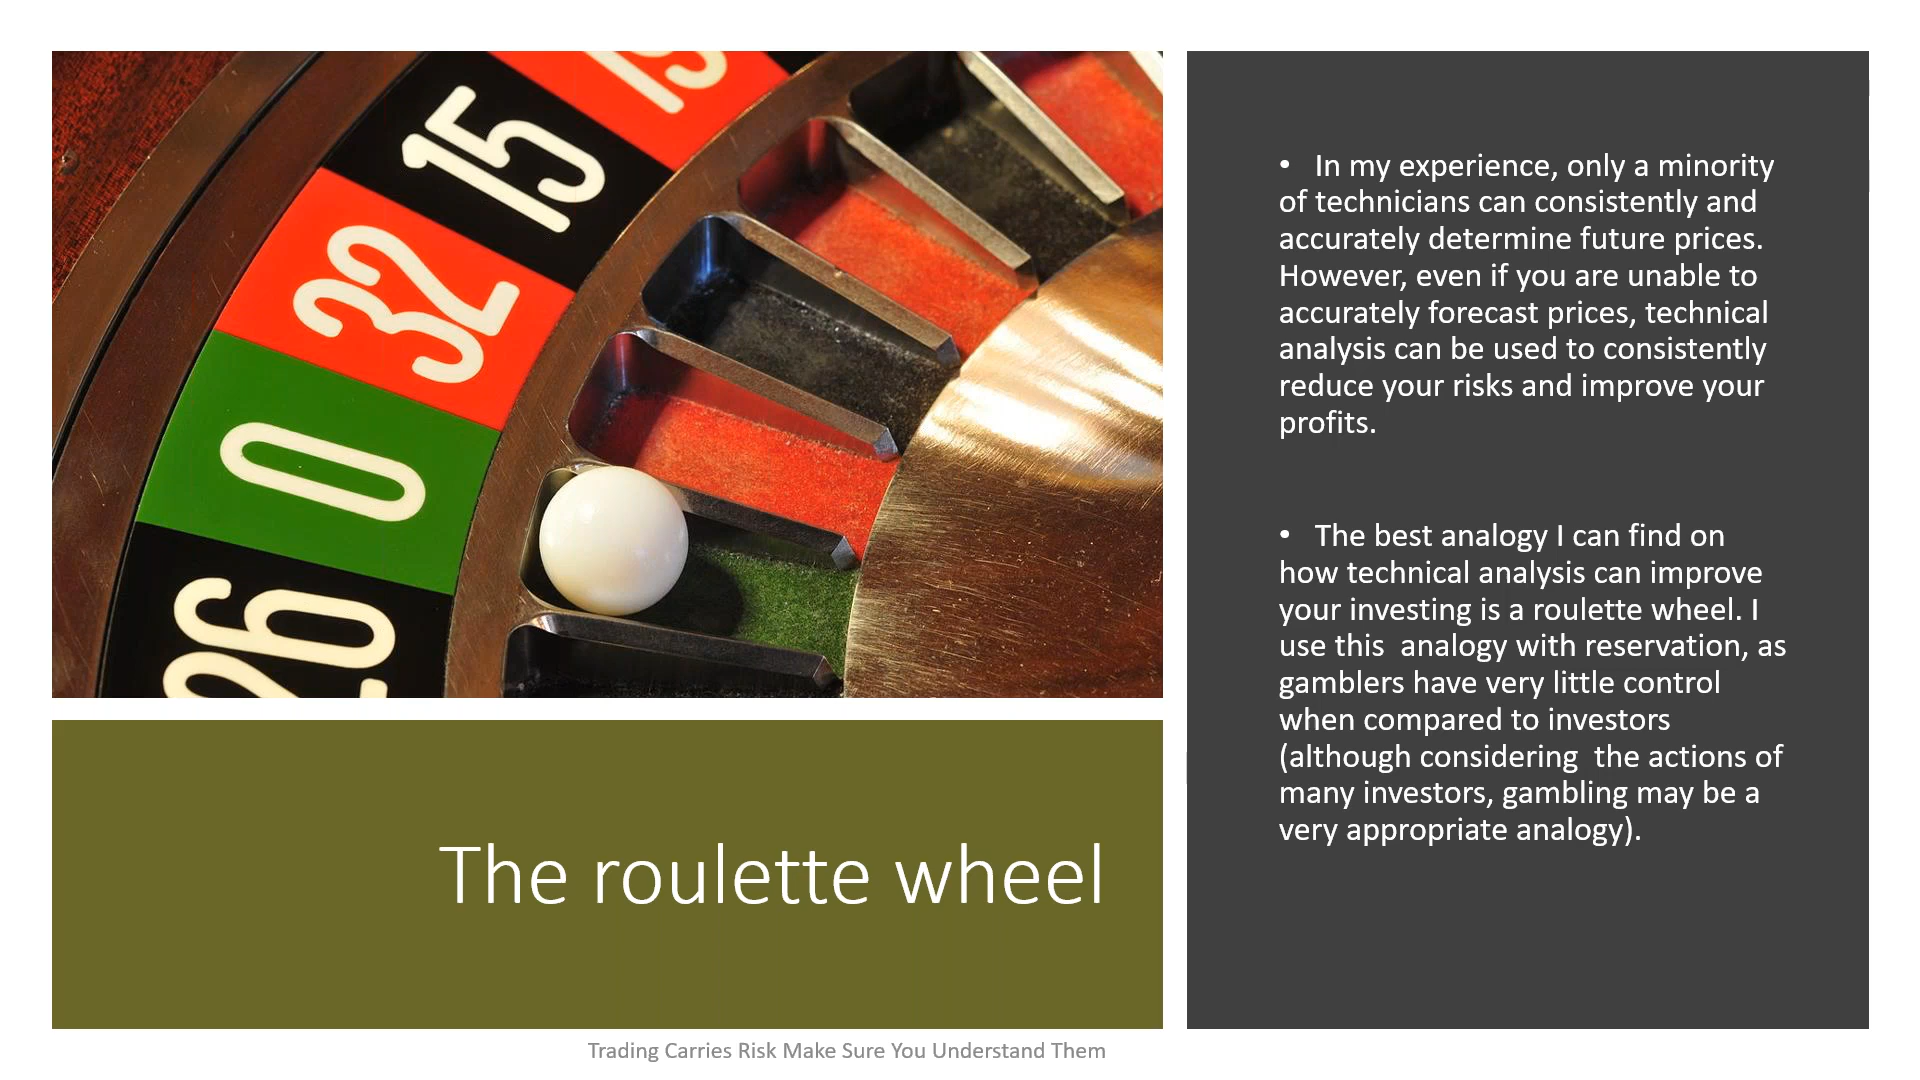 19
15
32
0
26
The roulette wheel
• In my experience, only a minority
of technicians can consistently and
accurately determine future prices.
However, even if you are unable to
accurately forecast prices, technical
analysis can be used to consistently
reduce your risks and improve your
profits.
• The best analogy I can find on
how technical analysis can improve
your investing is a roulette wheel. I
use this  analogy with reservation, as
gamblers have very little control
when compared to investors
(although considering  the actions of
many investors, gambling may be a
very appropriate analogy).
Trading Carries Risk Make Sure You Understand Them